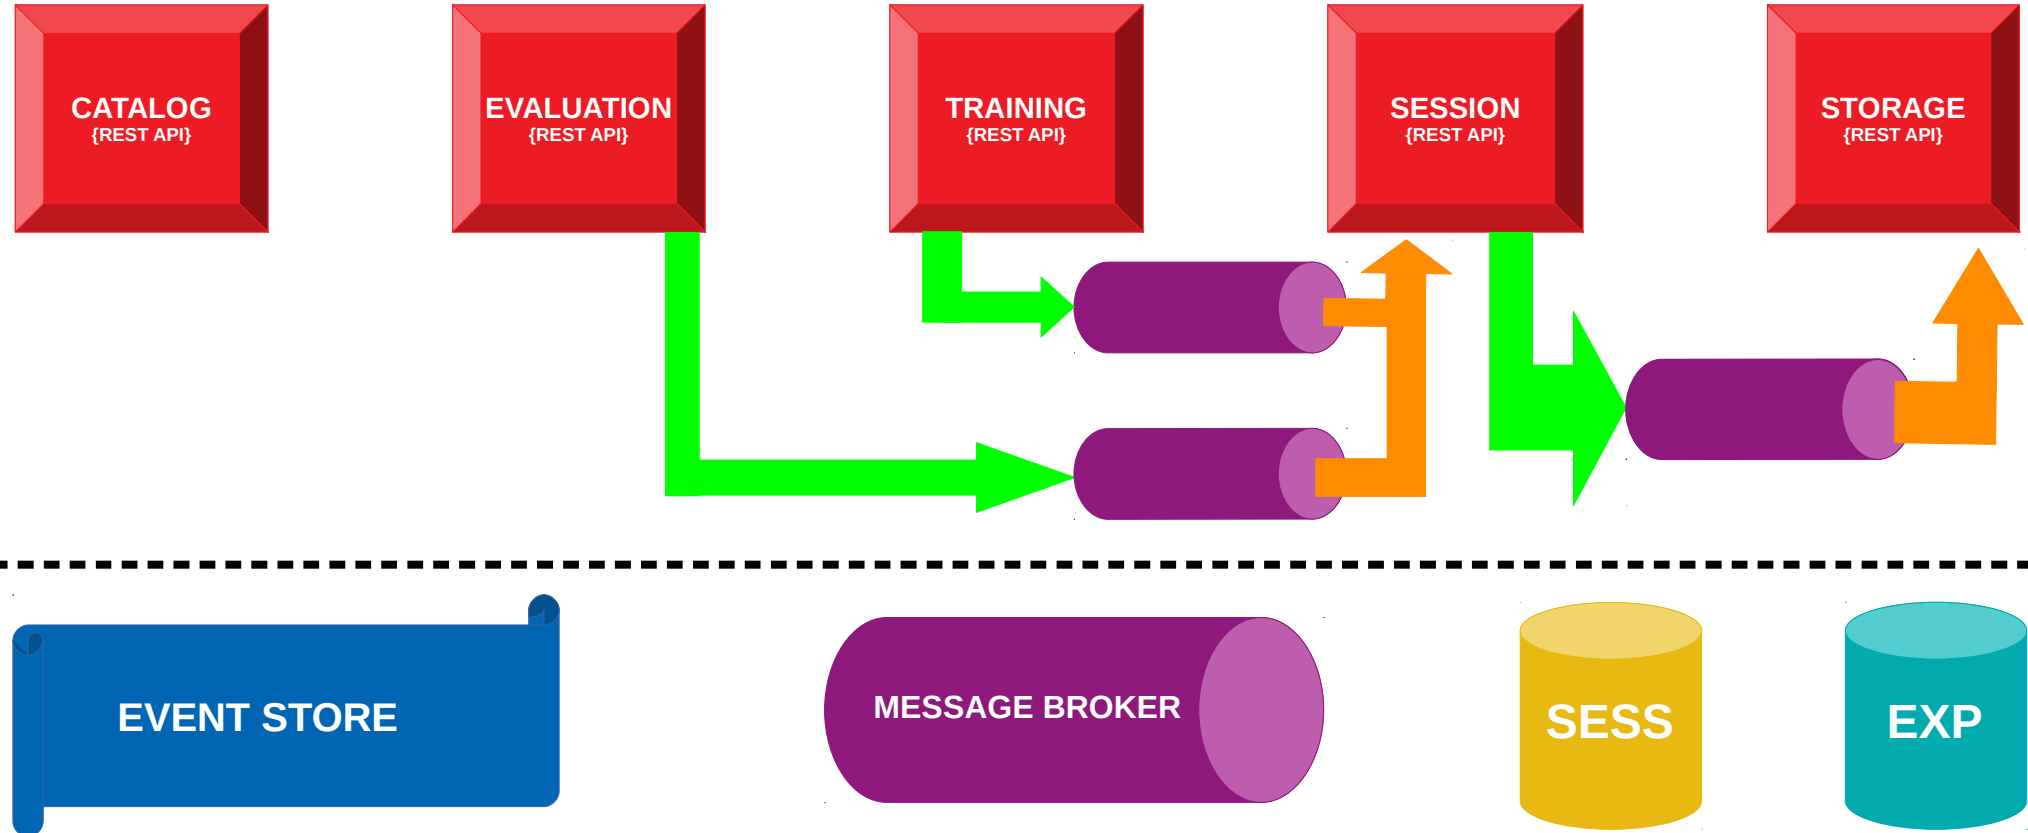 CATALOG
{REST API}
EVALUATION
{REST API}
TRAINING
{REST API}
SESSION
{REST API}
STORAGE
{REST API}
EVENT STORE
MESSAGE BROKER
SESS
EXP